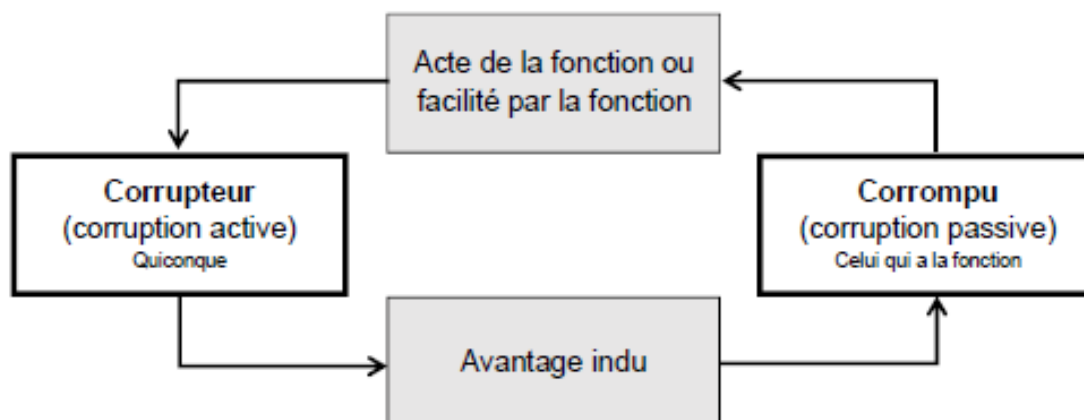 Acte de la fonction ou
facilité par la fonction
Corrupteur
(corruption active)
Quiconque
Corrompu
(corruption passive)
Celui qui a la fonction
Avantage indu